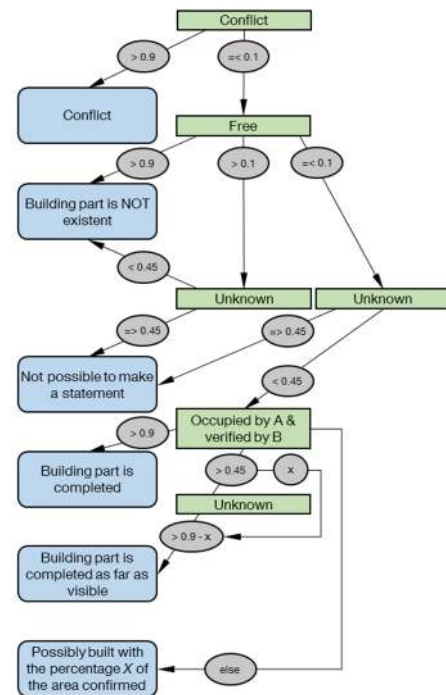 Conflict
> 0.9
=< 0.1
Conflict
Free
> 0.9
> 0.1
=< 0.1
Building part is NOT
existent
< 0.45
Unknown
Unknown
=> 0.45
=> 0.45
Not possible to make
a statement
< 0.45
Occupied by A &
verified by B
> 0.9
Building part is
completed
> 0.45
x
Unknown
> 0.9 - x
Building part is
completed as far as
visible
Possibly built with
the percentage X of
the area confirmed
else